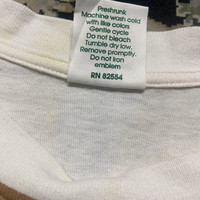 Preshrunk
Machine wash cold
with like colors
Gentle cycle
Do not bleach
Tumble dry low.
Remove promptly.
Do not iron
emblem
RN 82554